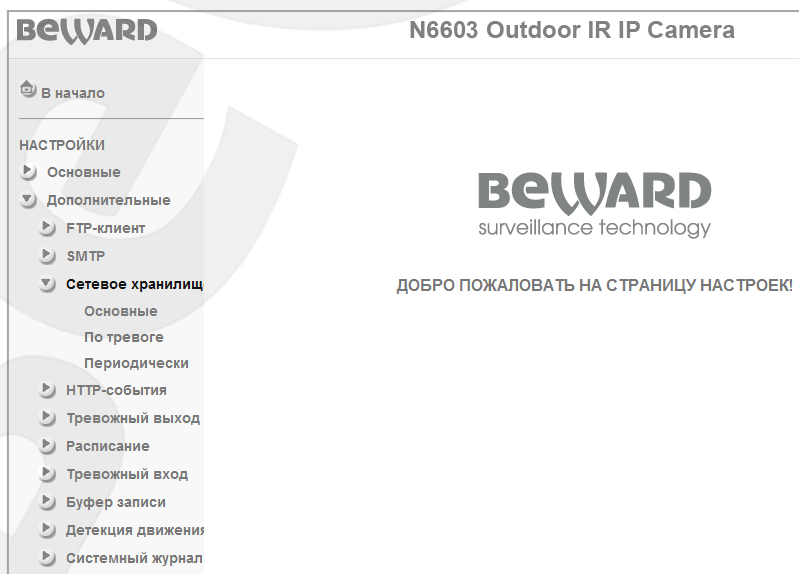 BEWARD
N6603 Outdoor IR IP Camera
В начало
НАСТРОЙКИ
Основные
Дополнительные
FTP-клиент
SMTP
Сетевое хранилищ
Основные
По тревоге
Периодически
HTTP-события
Тревожный выход
Расписание
Тревожный вход
Буфер записи
Детекция движения
Системный журнал
BEWARD
surveillance technology
ДОБРО ПОЖАЛОВАТЬ НА СТРАНИЦУ НАСТРОЕК!